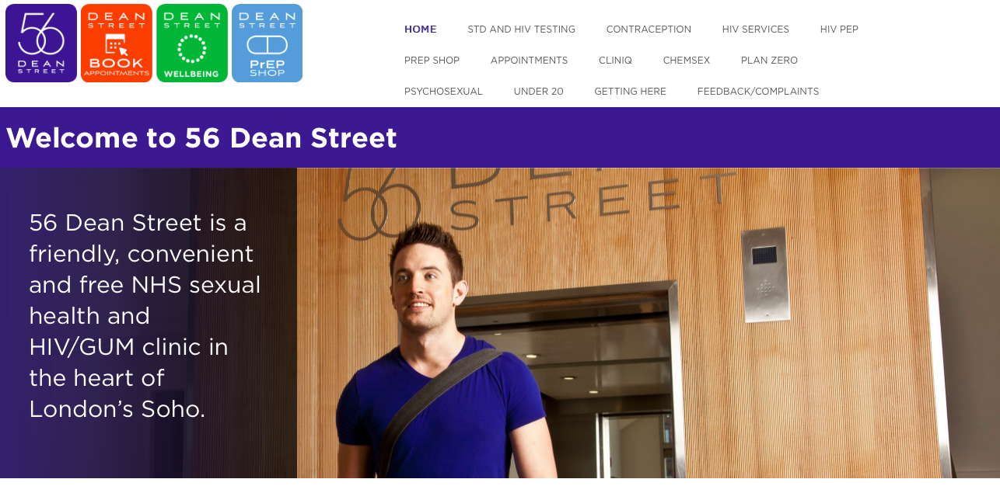 56
DEAN
STREET
DEAN
STREET
BOOK
APPOINTMENTS
DEAN
STREET
WELLBEING
DEAN
STREET
PrEP
SHOP
HOME STD AND HIV TESTING CONTRACEPTION HIV SERVICES HIV PEP
PREP SHOP APPOINTMENTS CLINIQ CHEMSEX PLAN ZERO
PSYCHOSEXUAL UNDER 20 GETTING HERE FEEDBACK/COMPLAINTS
Welcome to 56 Dean Street
56 Dean Street is a
friendly, convenient
and free NHS sexual
health and
HIV/GUM clinic in
the heart of
London’s Soho.
56 DEAN
STREET